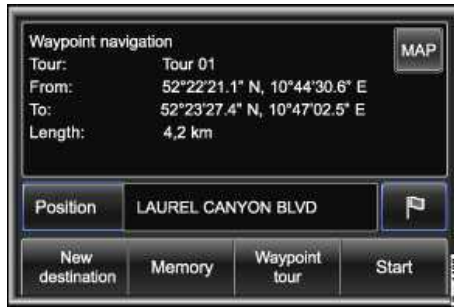 Waypoint navigation
MAP
Tour: Tour 01
From: 52°22'21.1" N, 10°44'30.6" E
To: 52°23'27.4" N, 10°47'02.5" E
Length: 4,2 km
Position LAUREL CANYON BLVD
New destination Memory Waypoint tour Start